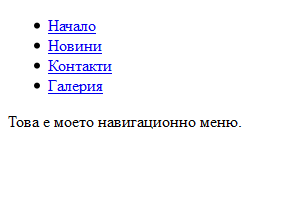 Начало
Новини
Контакти
Галерия
Това е моето навигационно меню.